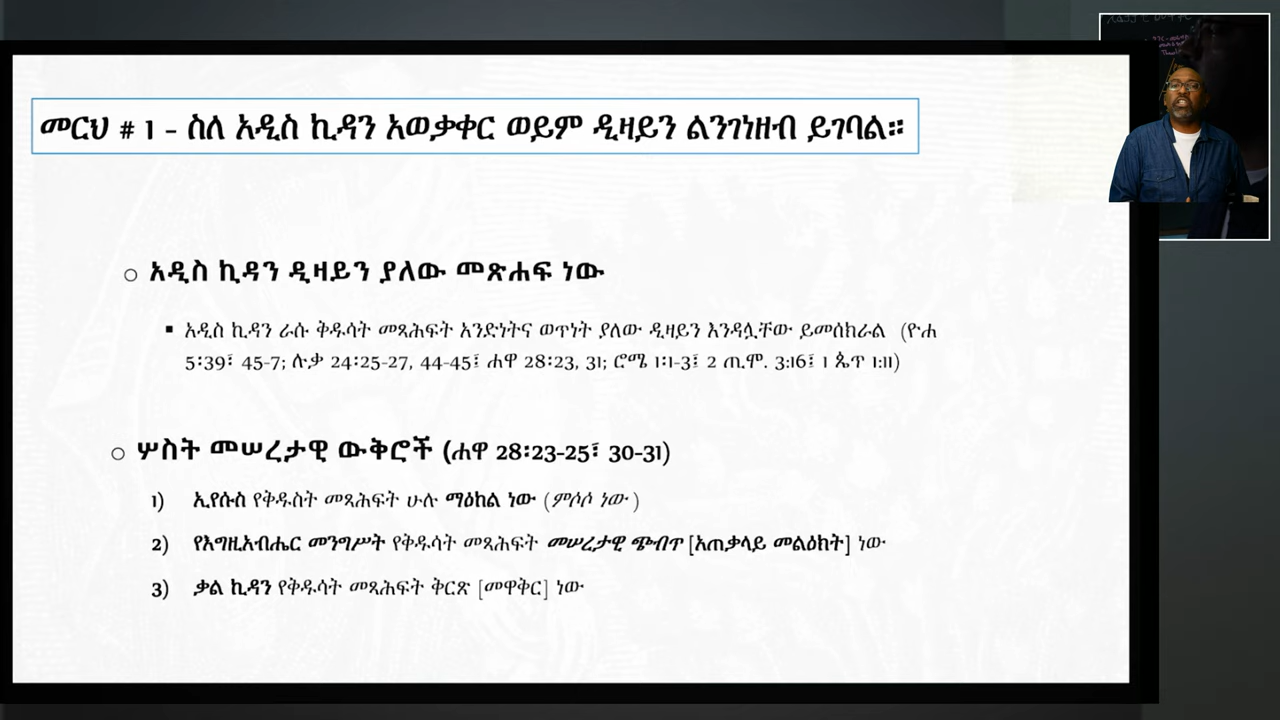 መርህ # 1 - ስለ አዲስ ኪዳን አወቃቀር ወይም ዲዛይን ልንገነዘብ ይገባል።
○ አዲስ ኪዳን ዲዛይን ያለው መጽሐፍ ነው
▪ አዲስ ኪዳን ራሱ ቅዱሳት መጻሕፍት አንድነትና ወጥነት ያለው ዲዛይን እንዳሏቸው ይመሰክራል (ዮሐ
5፡39፣ 45-7; ሉቃ 24፡25-27, 44-45፤ ሐዋ 28፡23, 31; ሮሜ 1፡1-3፤ 2 ጢሞ. 3:16፤ 1 ጴጥ 1:11)
○ ሦስት መሠረታዊ ውቅሮች (ሐዋ 28፡23-25፣ 30-31)
1) ኢየሱስ የቅዱስት መጻሕፍት ሁሉ ማዕከል ነው (ምሶሶ ነው)
2) የእግዚአብሔር መንግሥት የቅዱሳት መጻሕፍት መሠረታዊ ጭብጥ [አጠቃላይ መልዕክት] ነው
3) ቃል ኪዳን የቅዱሳት መጻሕፍት ቅርጽ [መዋቅር] ነው